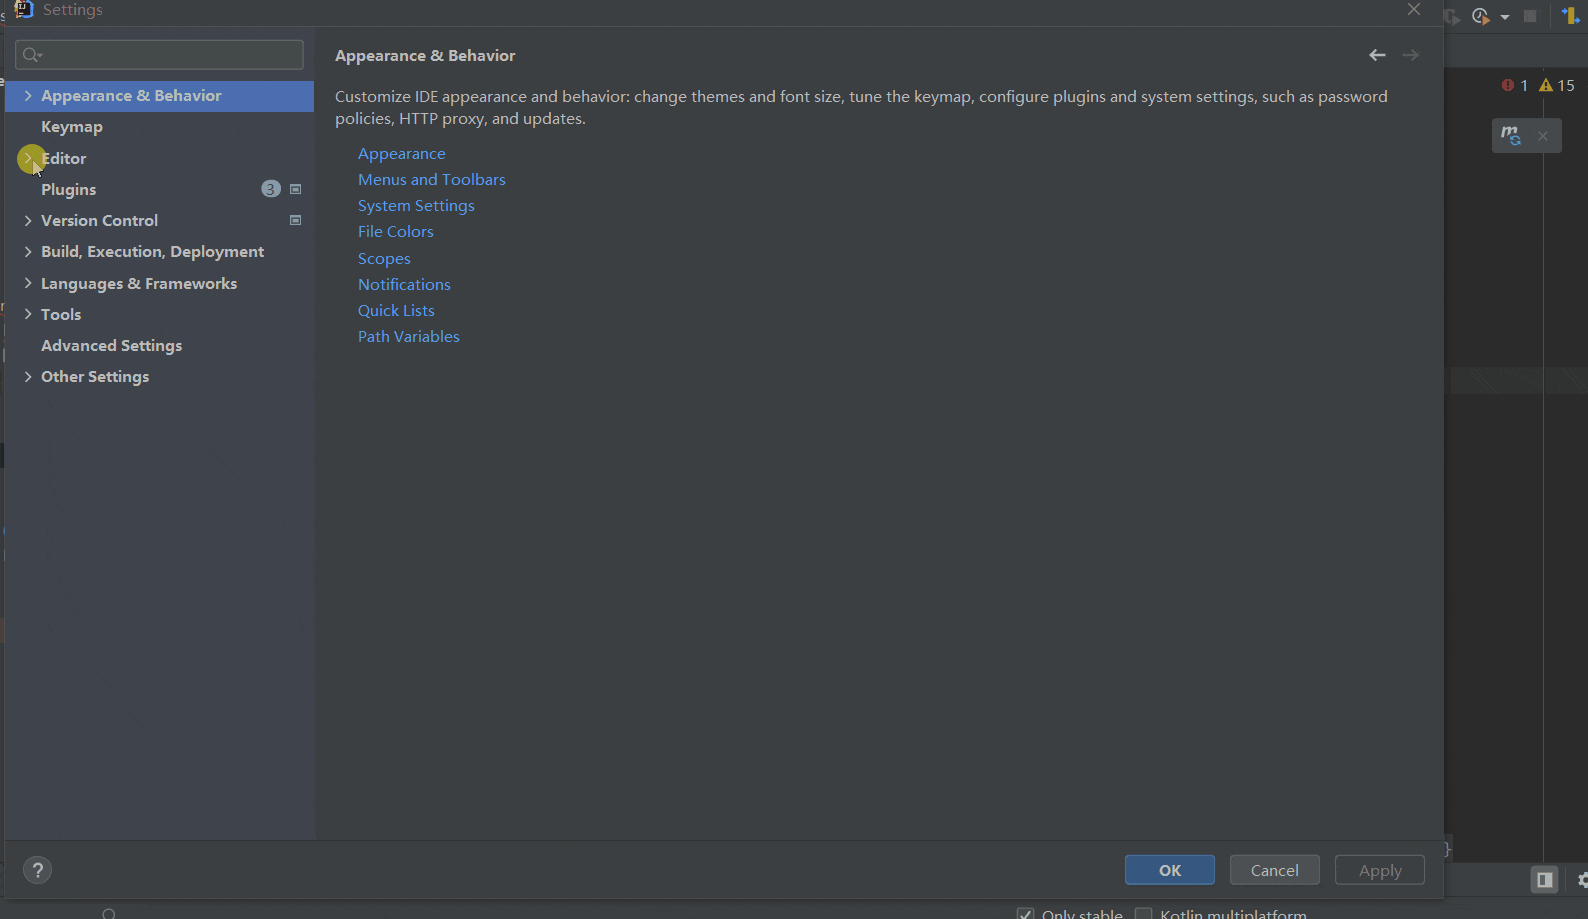 Settings
Appearance & Behavior
Keymap
Editor
Plugins 3
Version Control
Build, Execution, Deployment
Languages & Frameworks
Tools
Advanced Settings
Other Settings
Appearance & Behavior
Customize IDE appearance and behavior: change themes and font size, tune the keymap, configure plugins and system settings, such as password
policies, HTTP proxy, and updates.
Appearance
Menus and Toolbars
System Settings
File Colors
Scopes
Notifications
Quick Lists
Path Variables
1 15
m
}
? OK Cancel Apply
Only stable Kotlin multiplatform